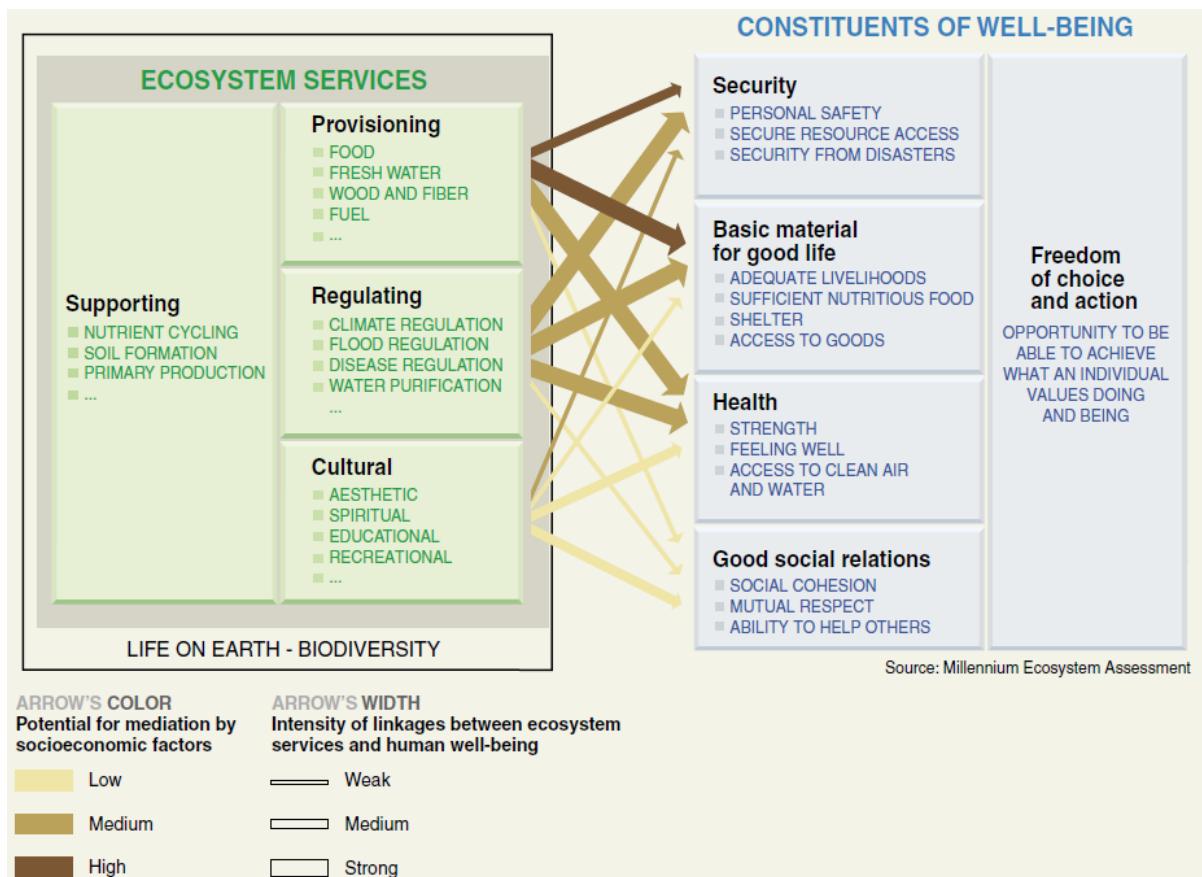 CONSTITUENTS OF WELL-BEING
ECOSYSTEM SERVICES
Supporting
NUTRIENT CYCLING
SOIL FORMATION
PRIMARY PRODUCTION
...
Provisioning
FOOD
FRESH WATER
WOOD AND FIBER
FUEL
...
Regulating
CLIMATE REGULATION
FLOOD REGULATION
DISEASE REGULATION
WATER PURIFICATION
...
Cultural
AESTHETIC
SPIRITUAL
EDUCATIONAL
RECREATIONAL
...
LIFE ON EARTH - BIODIVERSITY
Security
PERSONAL SAFETY
SECURE RESOURCE ACCESS
SECURITY FROM DISASTERS
Basic material
for good life
ADEQUATE LIVELIHOODS
SUFFICIENT NUTRITIOUS FOOD
SHELTER
ACCESS TO GOODS
Health
STRENGTH
FEELING WELL
ACCESS TO CLEAN AIR
AND WATER
Good social relations
SOCIAL COHESION
MUTUAL RESPECT
ABILITY TO HELP OTHERS
Freedom
of choice
and action
OPPORTUNITY TO BE
ABLE TO ACHIEVE
WHAT AN INDIVIDUAL
VALUES DOING
AND BEING
Source: Millennium Ecosystem Assessment
ARROW'S COLOR
Potential for mediation by
socioeconomic factors
Low
Medium
High
ARROW'S WIDTH
Intensity of linkages between ecosystem
services and human well-being
Weak
Medium
Strong